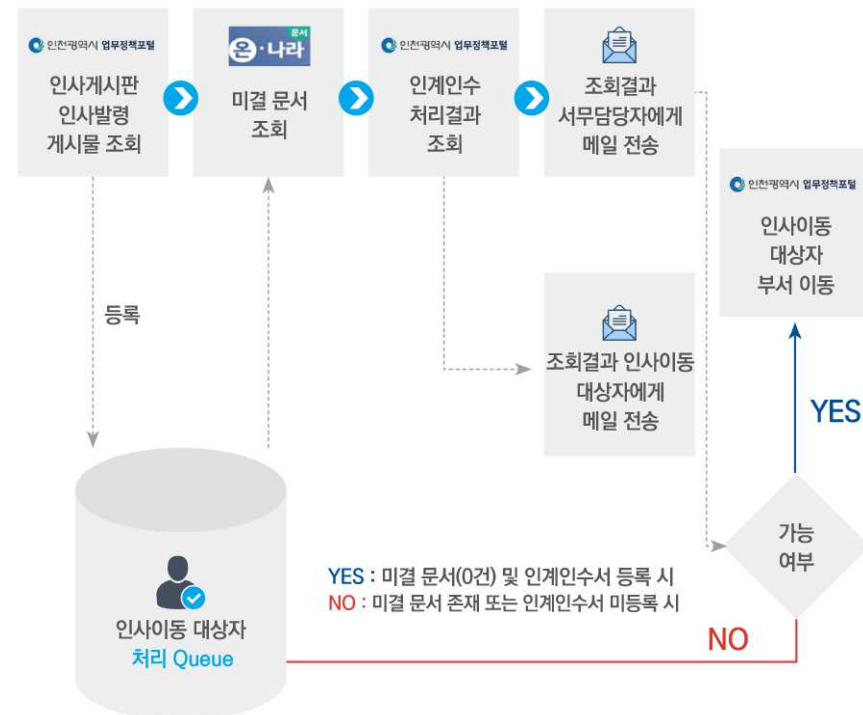 인천광역시 업무정책포털
인사게시판
인사발령
게시물 조회
문서
온·나라
미결 문서
조회
인천광역시 업무정책포털
인계인수
처리결과
조회
조회결과
서무담당자에게
메일 전송
인천광역시 업무정책포털
인사이동
대상자
부서 이동
등록
조회결과 인사이동
대상자에게
메일 전송
YES
가능
여부
YES : 미결 문서(0건) 및 인계인수서 등록 시
NO : 미결 문서 존재 또는 인계인수서 미등록 시
NO
인사이동 대상자
처리 Queue